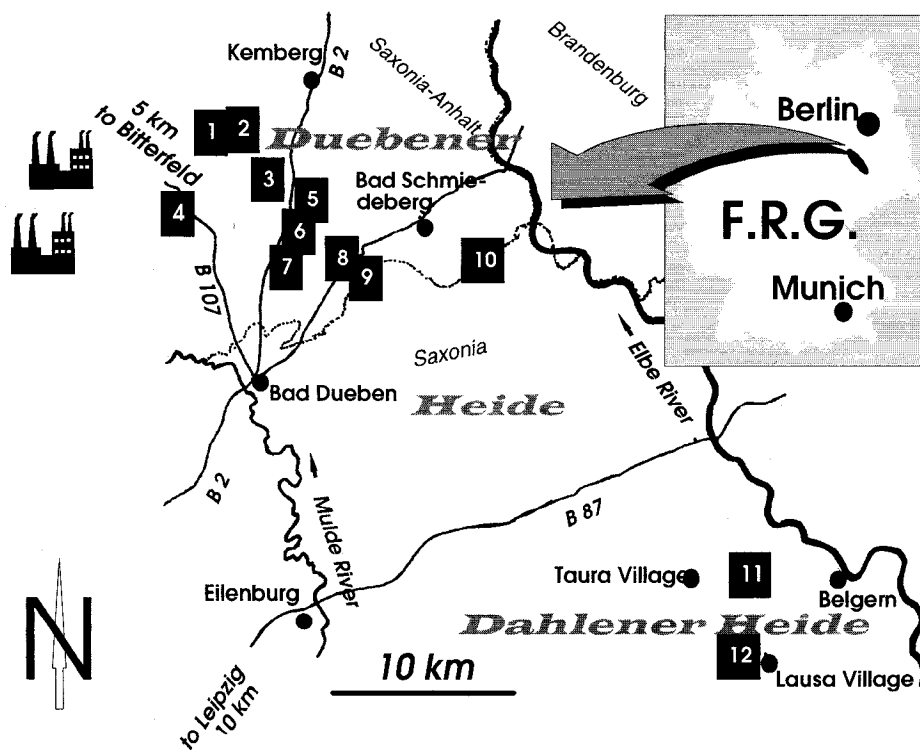 Kemberg
B 2
Saxonia-Anhalt
Brandenburg
5 km
to Bitterfeld
1
2
Duebener
3
4
5
6
7
Bad Schmie-
deberg
8
9
10
B 107
Saxonia
Bad Dueben
Heide
Elbe River
B 2
Mulde River
B 87
Eilenburg
Taura Village
11
Belgern
Dahlener Heide
12
Lausa Village
N
10 km
to Leipzig
10 km
Berlin
F.R.G.
Munich